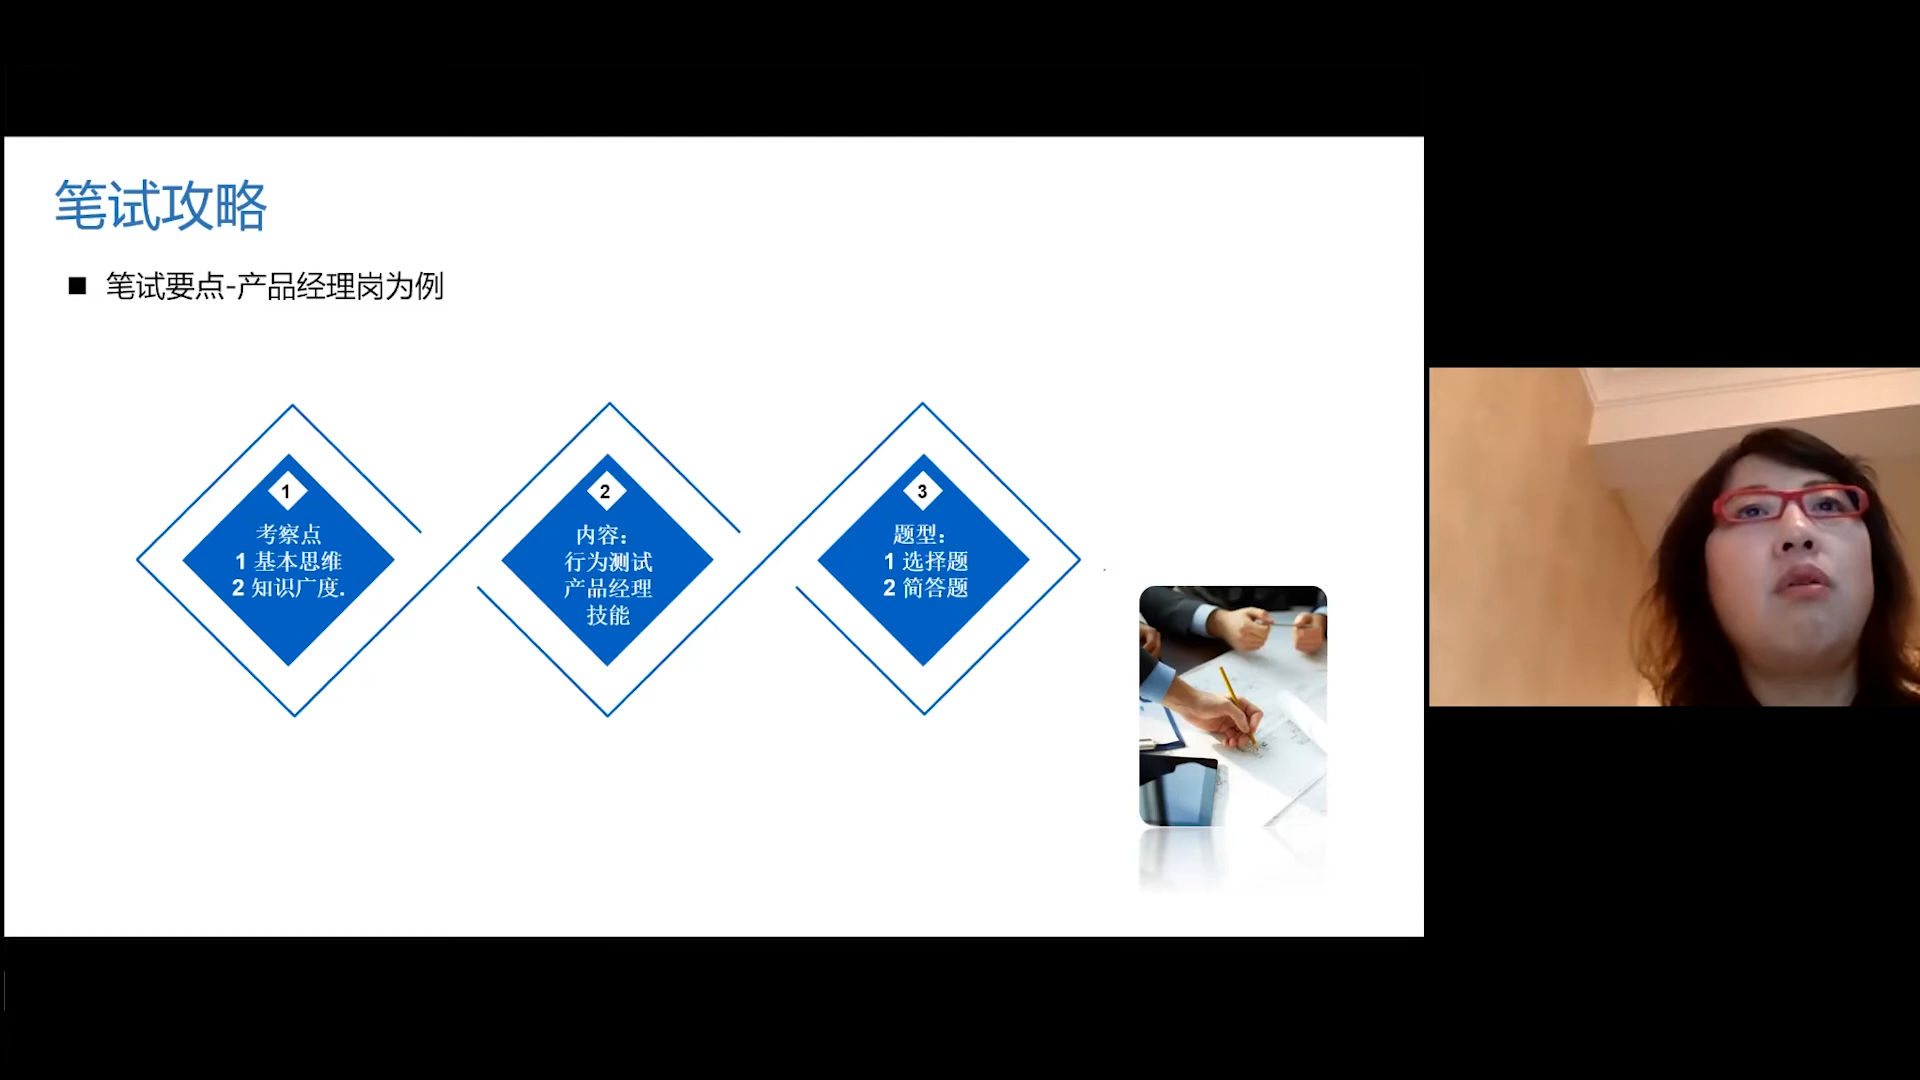 笔试攻略
■ 笔试要点-产品经理岗为例
1
考察点
1 基本思维
2 知识广度.
2
内容：
行为测试
产品经理
技能
3
题型：
1 选择题
2 简答题